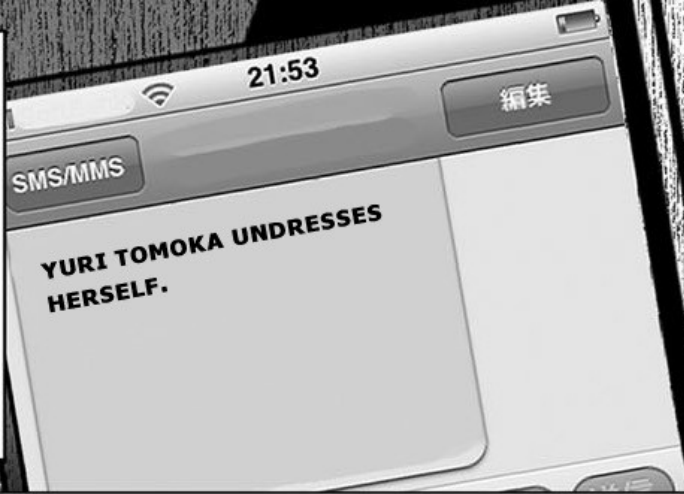 21:53
編集
SMS/MMS
YURI TOMOKA UNDRESSES
HERSELF.